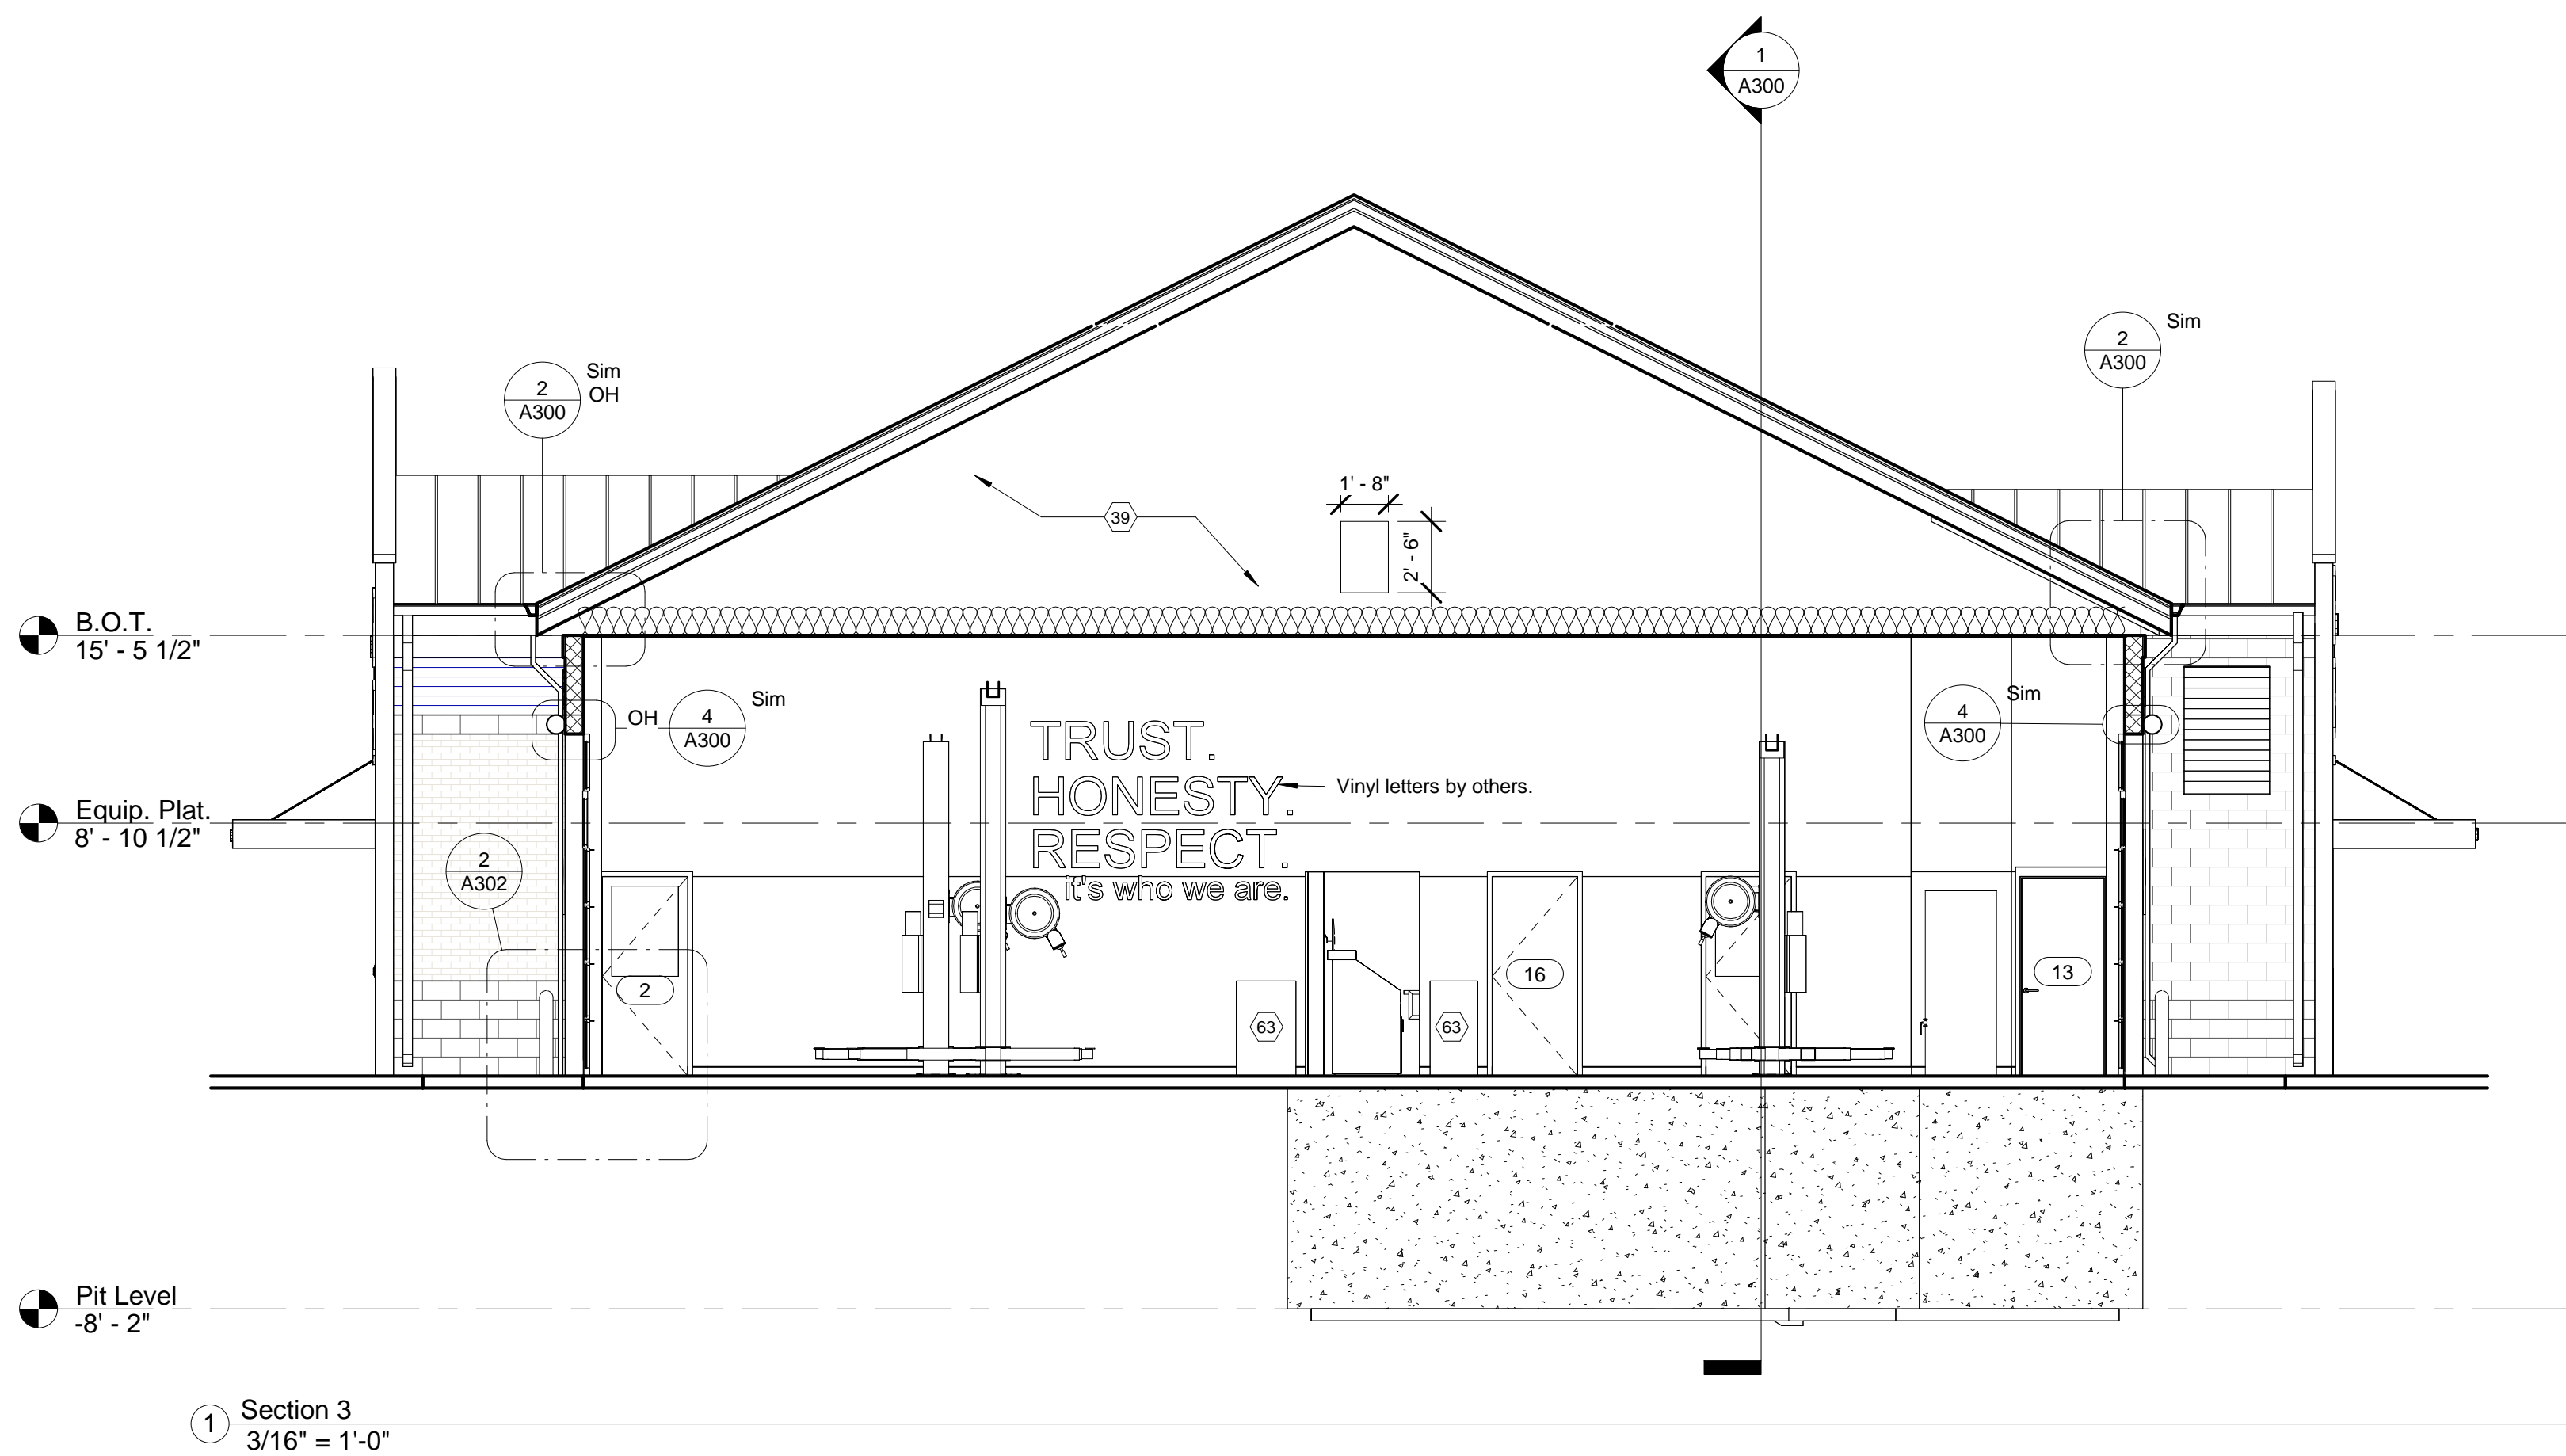 1
A300
2
A300
Sim
OH
2
A300
Sim
1' - 8"
39
2' - 6"
B.O.T.
15' - 5 1/2"
OH
4
A300
Sim
4
A300
Sim
TRUST.
HONESTY.
RESPECT.
it's who we are.
Vinyl letters by others.
Equip. Plat.
8' - 10 1/2"
2
A302
2
16
13
63
63
Pit Level
-8' - 2"
1
Section 3
3/16" = 1'-0"